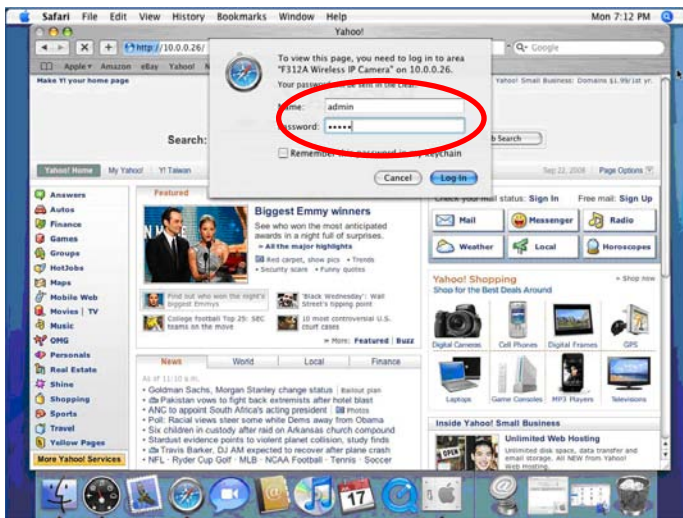 Safari File Edit View History Bookmarks Window Help
Mon 7:12 PM
Yahoo!
http://10.0.0.26/
Google
Apple Amazon eBay Yahoo!
To view this page, you need to log in to area
"F312A Wireless IP Camera" on 10.0.0.26.
Your password will be sent in the clear.
Name: admin
Password: •••••
Remember this password in my keychain
Cancel Log In
Make Y! your home page
Yahoo! Small Business: Domains $1.99/1st yr.
Search:
b Search
Yahoo! Home My Yahoo! Y! Taiwan
Sep 22, 2008 Page Options
Answers
Autos
Finance
Games
Groups
HotJobs
Maps
Mobile Web
Movies | TV
Music
OMG
Personals
Real Estate
Shine
Shopping
Sports
Travel
Yellow Pages
More Yahoo! Services
Featured
Biggest Emmy winners
See who won the most anticipated
awards in a night full of surprises.
» All the major highlights
Red carpet, show pics • Trends
• Security scare • Funny quotes
Find out who won the night's
biggest Emmys
'Black Wednesday': Wall
Street's tipping point
College football Top 25: SEC
teams on the move
10 most controversial U.S.
court cases
» More: Featured | Buzz
News World Local Finance
As of 11:10 a.m.
• Goldman Sachs, Morgan Stanley change status | Bailout plan
• Pakistan vows to fight back extremists after hotel blast
• ANC to appoint South Africa's acting president | Photos
• Poll: Racial views steer some white Dems away from Obama
• Six children in custody after raid on Arkansas church compound
• Stardust evidence points to violent planet collision, study finds
• Travis Barker, DJ AM expected to recover after plane crash
• NFL - Ryder Cup Golf - MLB - NCAA Football - Tennis - Soccer
Check your mail status: Sign In Free mail: Sign Up
Mail Messenger Radio
Weather Local Horoscopes
Yahoo! Shopping
» Shop now
Shop for the Best Deals Around
Digital Cameras Cell Phones Digital Frames GPS
Laptops Game Consoles MP3 Players Televisions
Inside Yahoo! Small Business
OPEN
Unlimited Web Hosting
Unlimited disk space, data transfer and
email storage. All NEW from Yahoo!
Web Hosting.
17